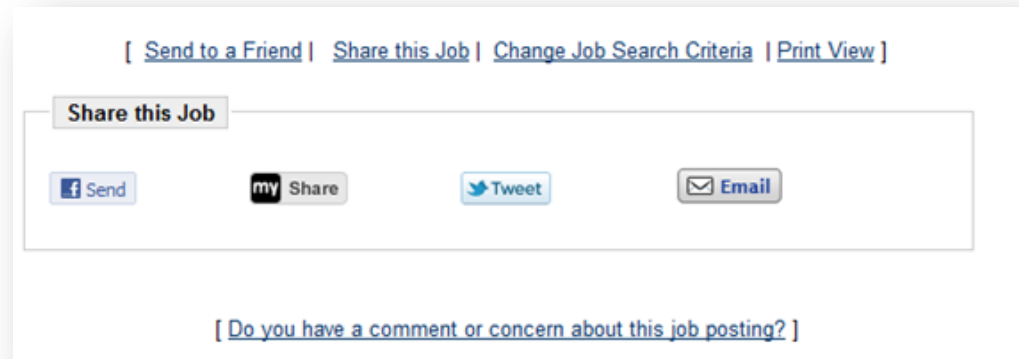 [ Send to a Friend | Share this Job | Change Job Search Criteria | Print View ]
Share this Job
f Send my Share Tweet Email
[ Do you have a comment or concern about this job posting? ]